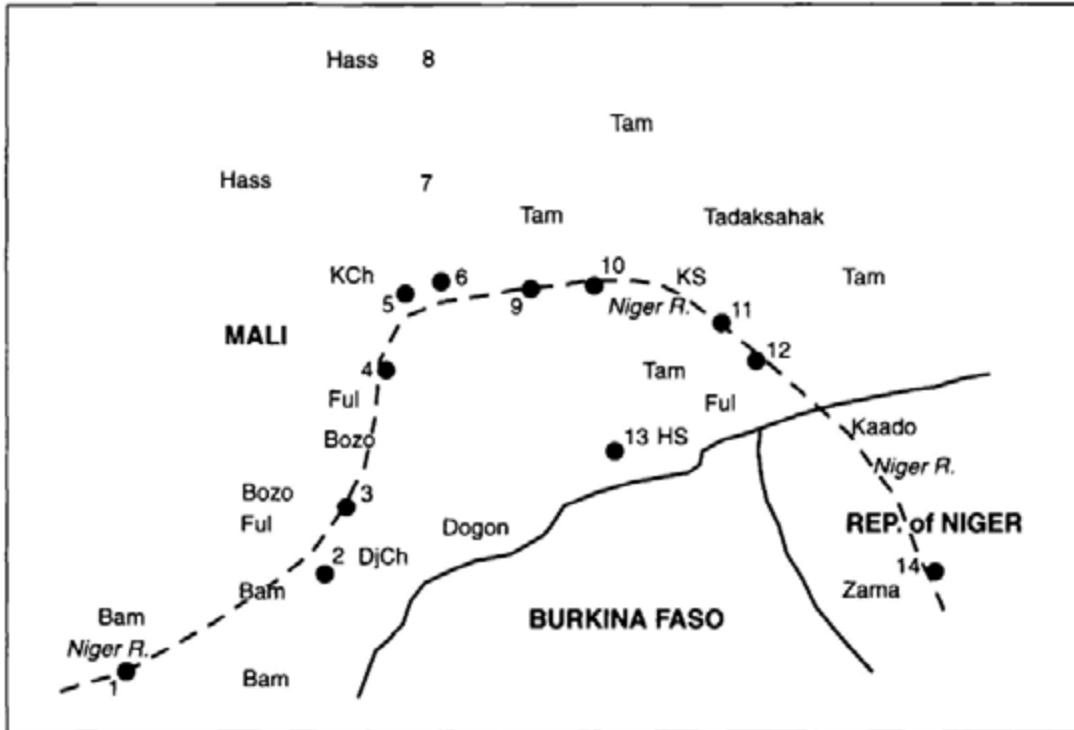 Hass 8
Tam
Hass 7
Tam Tadaksahak
KCh 6 10 KS Tam
5 9 Niger R. 11
MALI 12
4 Tam
Ful Ful
Bozo 13 HS Kaado
Niger R.
Bozo 3
Ful Dogon REP. of NIGER
2 DjCh 14
Bam Zarma
Bam BURKINA FASO
Niger R.
1 Bam